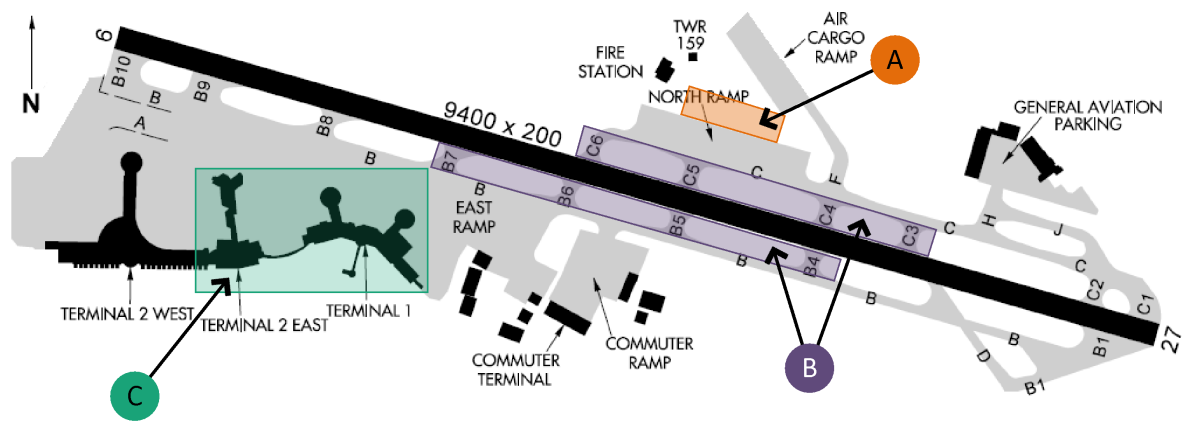 6
TWR
159
AIR
CARGO
RAMP
A
FIRE
STATION
N
B10
B
B9
A
B8
9400 x 200
NORTH RAMP
GENERAL AVIATION
PARKING
B
B7
B
C6
C5
C
F
EAST
RAMP
B6
B5
C4
C3
C
H
J
B
B4
B
C
C2
C1
TERMINAL 2 WEST
TERMINAL 2 EAST
TERMINAL 1
COMMUTER
TERMINAL
COMMUTER
RAMP
B
D
B1
B1
27
C
B